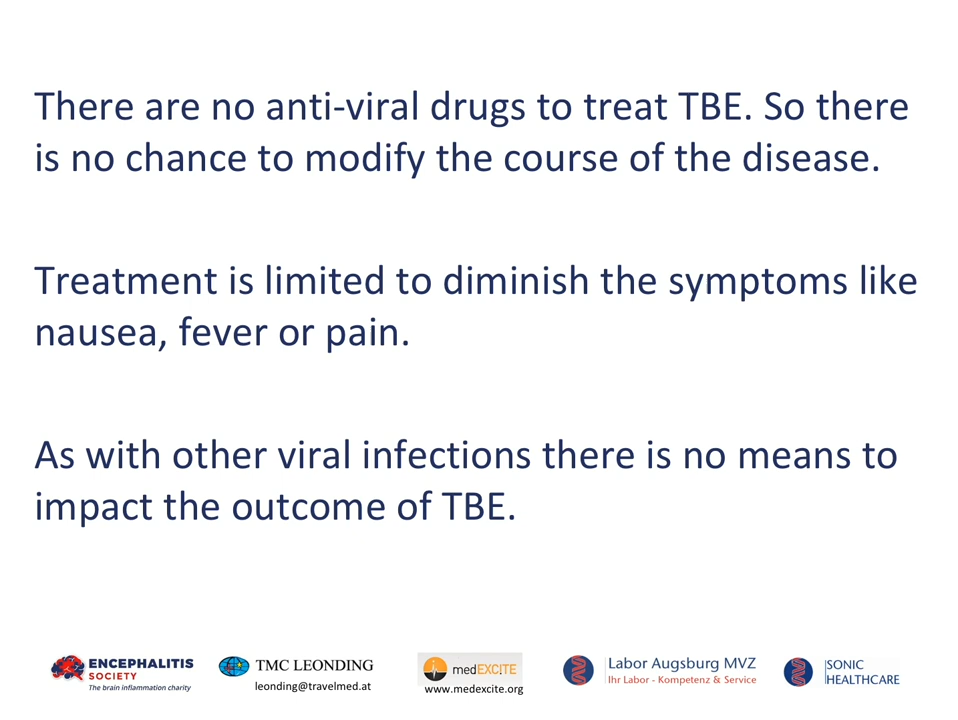 There are no anti-viral drugs to treat TBE. So there
is no chance to modify the course of the disease.
Treatment is limited to diminish the symptoms like
nausea, fever or pain.
As with other viral infections there is no means to
impact the outcome of TBE.
ENCEPHALITIS
SOCIETY
The brain inflammation charity
TMC LEONDING
leonding@travelmed.at
medEXCITE
www.medexcite.org
Labor Augsburg MVZ
Ihr Labor - Kompetenz & Service
SONIC
HEALTHCARE